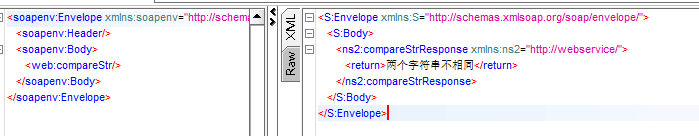 <soapenv:Envelope xmlns:soapenv="http://schema
<soapenv:Header/>
<soapenv:Body>
<web:compareStr/>
</soapenv:Body>
</soapenv:Envelope>
XML
Raw
<S:Envelope xmlns:S="http://schemas.xmlsoap.org/soap/envelope/">
<S:Body>
<ns2:compareStrResponse xmlns:ns2="http://webservice/">
<return>两个字符串不相同</return>
</ns2:compareStrResponse>
</S:Body>
</S:Envelope>